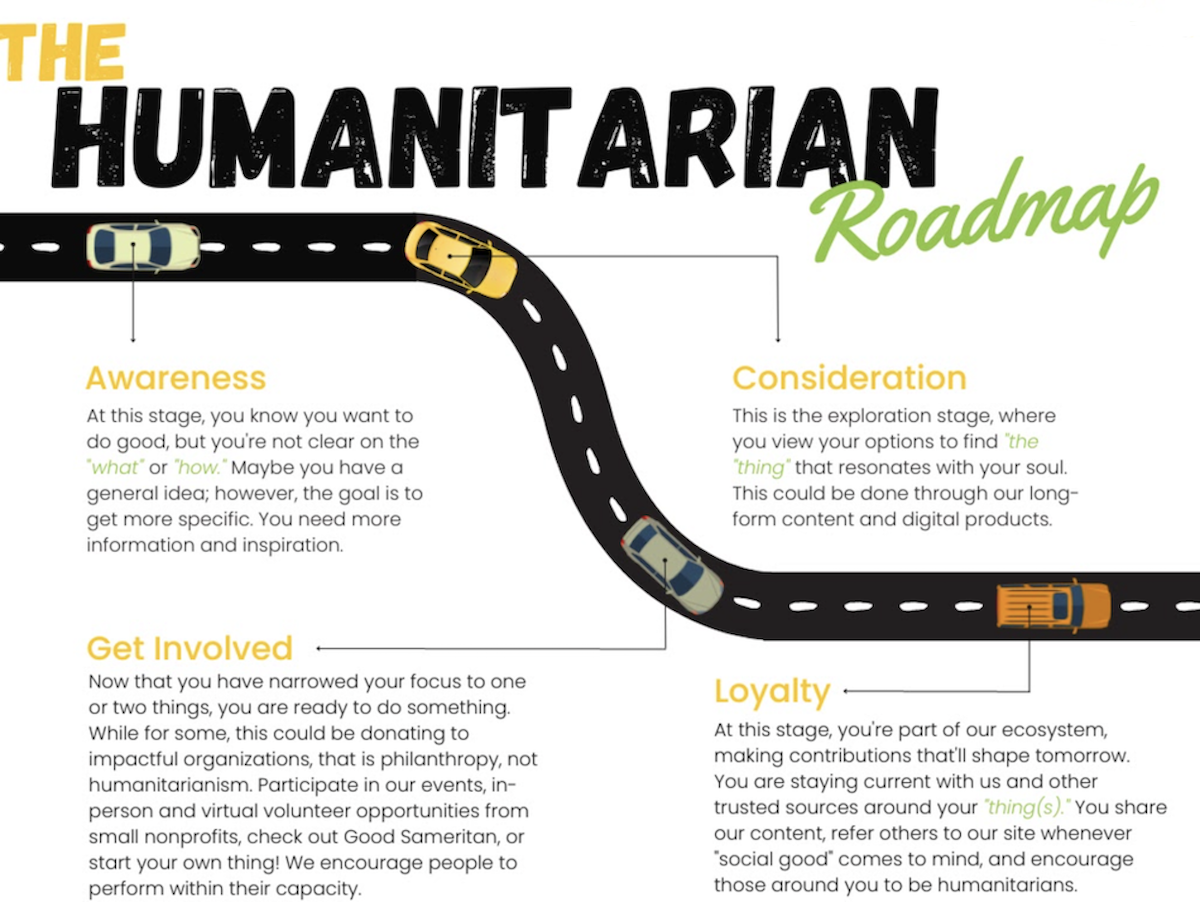 THE
HUMANITARIAN
Roadmap
Awareness
At this stage, you know you want to
do good, but you're not clear on the
"what" or "how." Maybe you have a
general idea; however, the goal is to
get more specific. You need more
information and inspiration.
Consideration
This is the exploration stage, where
you view your options to find "the
"thing" that resonates with your soul.
This could be done through our long-
form content and digital products.
Get Involved
Now that you have narrowed your focus to one
or two things, you are ready to do something.
While for some, this could be donating to
impactful organizations, that is philanthropy, not
humanitarianism. Participate in our events, in-
person and virtual volunteer opportunities from
small nonprofits, check out Good Sameritan, or
start your own thing! We encourage people to
perform within their capacity.
Loyalty
At this stage, you're part of our ecosystem,
making contributions that'll shape tomorrow.
You are staying current with us and other
trusted sources around your "thing(s)." You share
our content, refer others to our site whenever
"social good" comes to mind, and encourage
those around you to be humanitarians.